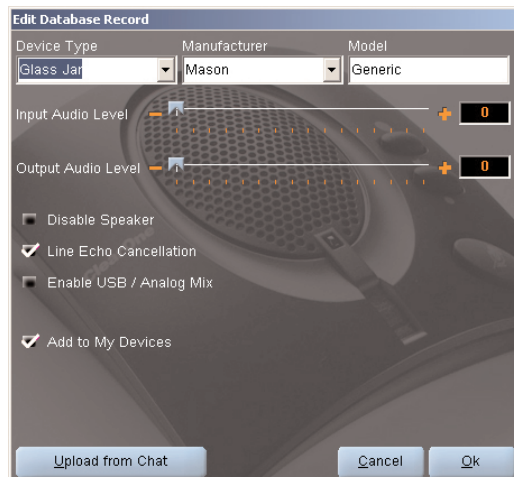 Edit Database Record
Device Type Manufacturer Model
Glass Jar Mason Generic
Input Audio Level 0
Output Audio Level 0
Disable Speaker
Line Echo Cancellation
Enable USB / Analog Mix
Add to My Devices
Upload from Chat Cancel Ok